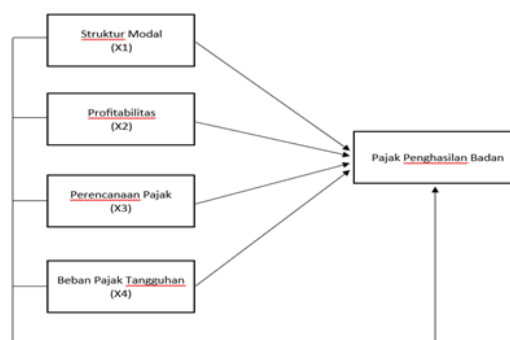 Struktur Modal
(X1)
Profitabilitas
(X2)
Perencanaan Pajak
(X3)
Beban Pajak Tangguhan
(X4)
Pajak Penghasilan Badan